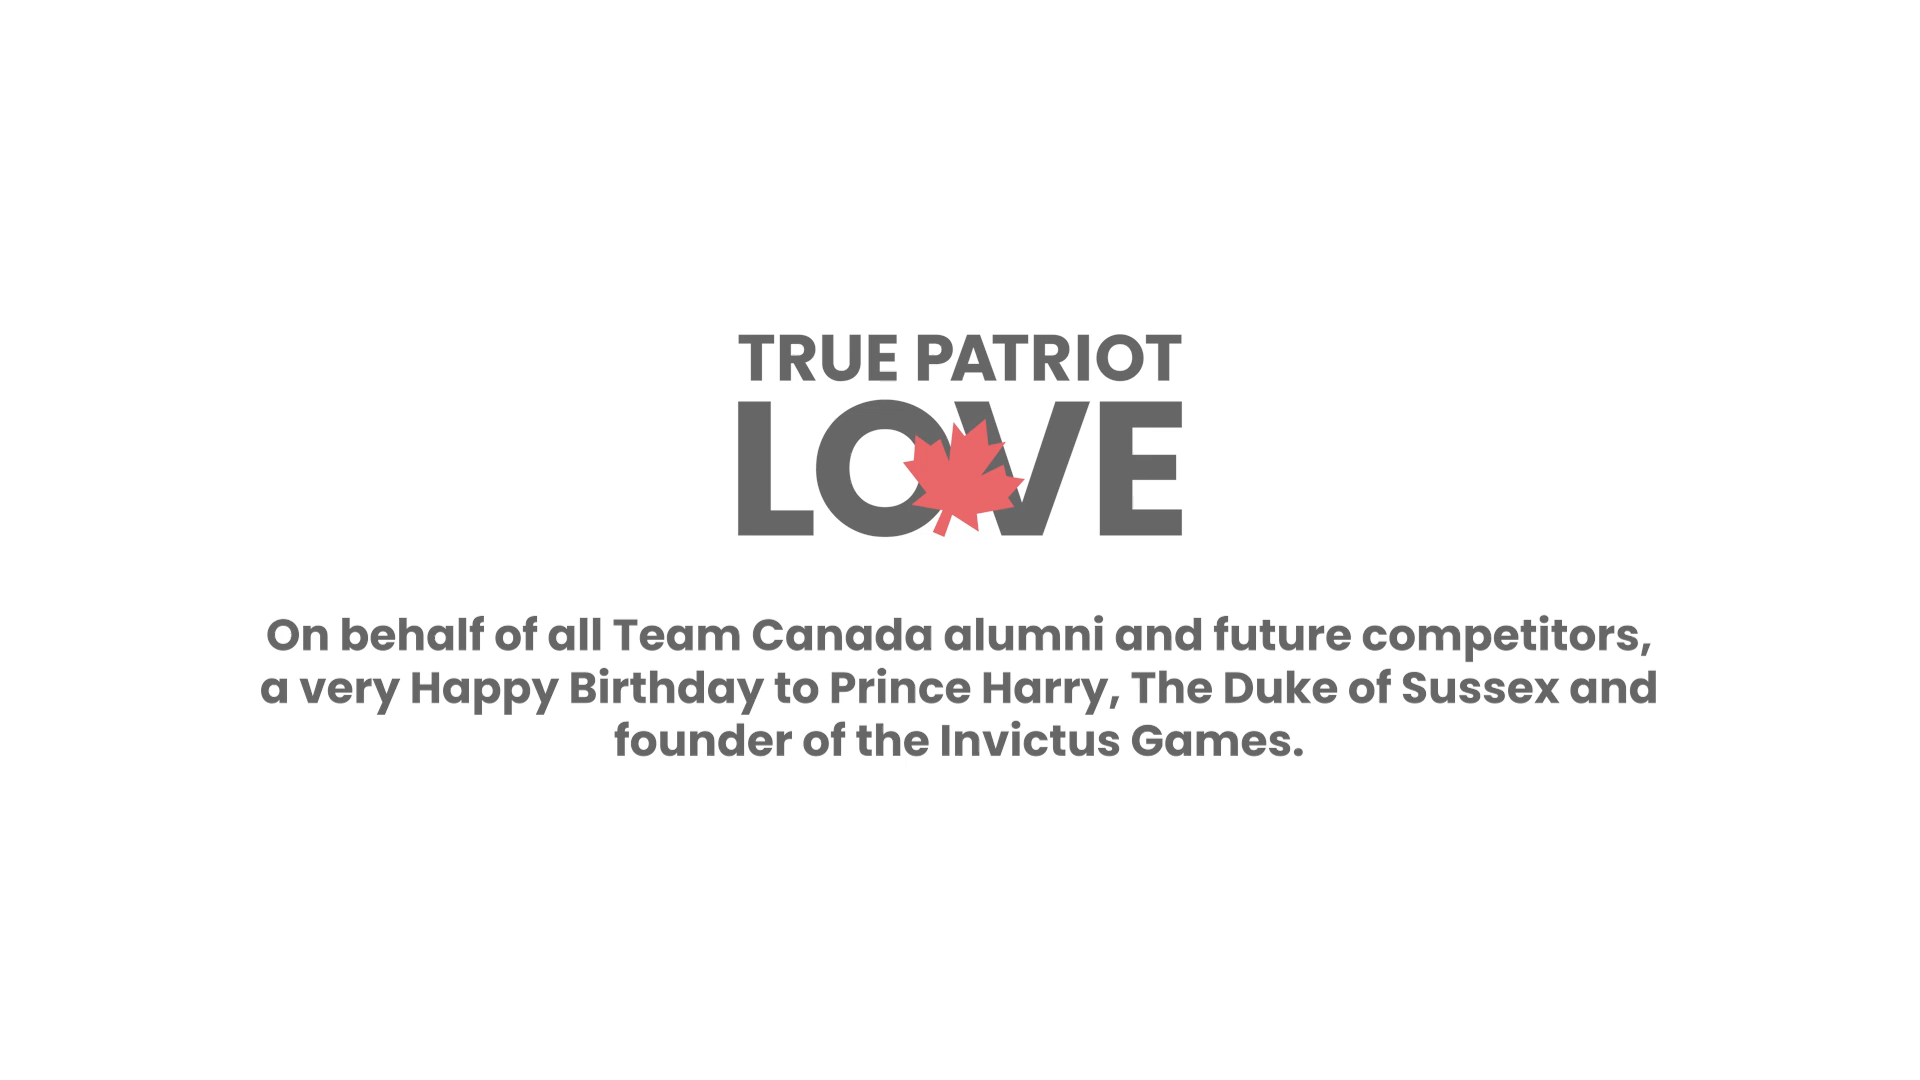 TRUE PATRIOT
LOVE
On behalf of all Team Canada alumni and future competitors,
a very Happy Birthday to Prince Harry, The Duke of Sussex and
founder of the Invictus Games.